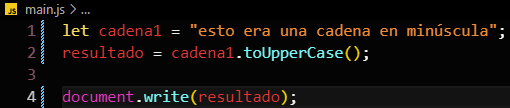 JS main.js > ...
1 let cadena1 = "esto era una cadena en minúscula";
2 resultado = cadena1.toUpperCase();
3
4 document.write(resultado);